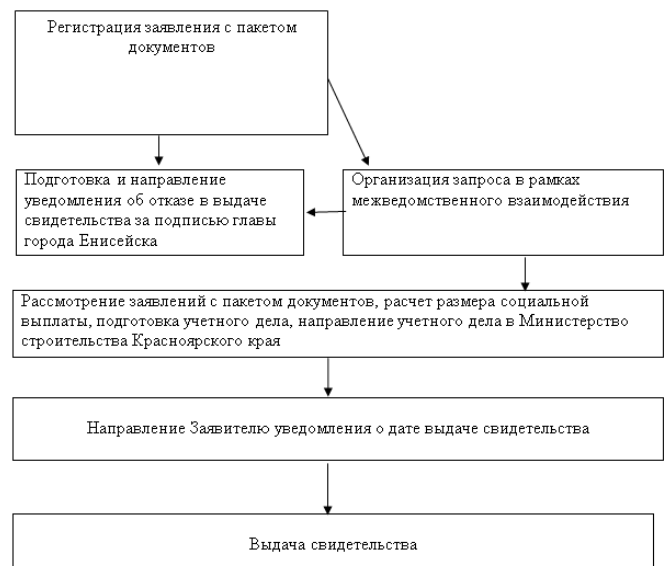 Регистрация заявления с пакетом
документов
Подготовка и направление
уведомления об отказе в выдаче
свидетельства за подписью главы
города Енисейска
Организация запроса в рамках
межведомственного взаимодействия
Рассмотрение заявлений с пакетом документов, расчет размера социальной
выплаты, подготовка учетного дела, направление учетного дела в Министерство
строительства Красноярского края
Направление Заявителю уведомления о дате выдаче свидетельства
Выдача свидетельства